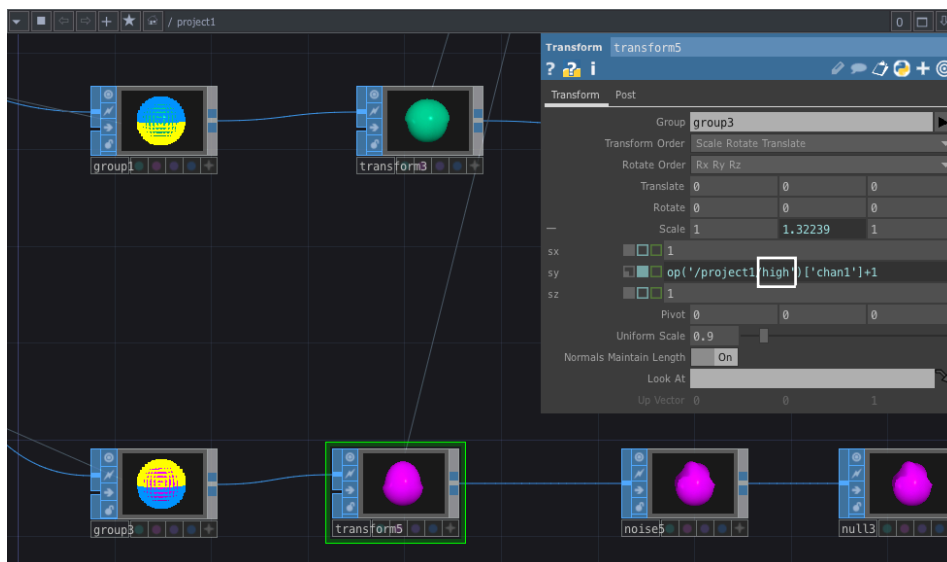 / project1
0
Transform transform5
? ? i
Transform Post
Group group3
Transform Order Scale Rotate Translate
Rotate Order Rx Ry Rz
Translate 0 0 0
Rotate 0 0 0
Scale 1 1.32239 1
sx 1
sy op('/project1/high')['chan1']+1
sz 1
Pivot 0 0 0
Uniform Scale 0.9
Normals Maintain Length On
Look At
Up Vector 0 0 1
group1
transform3
group3
transform5
noise5
null3